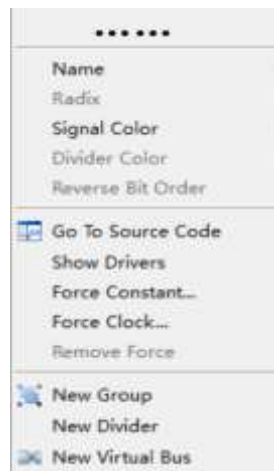 ......
Name
Radix
Signal Color
Divider Color
Reverse Bit Order
Go To Source Code
Show Drivers
Force Constant...
Force Clock...
Remove Force
New Group
New Divider
New Virtual Bus